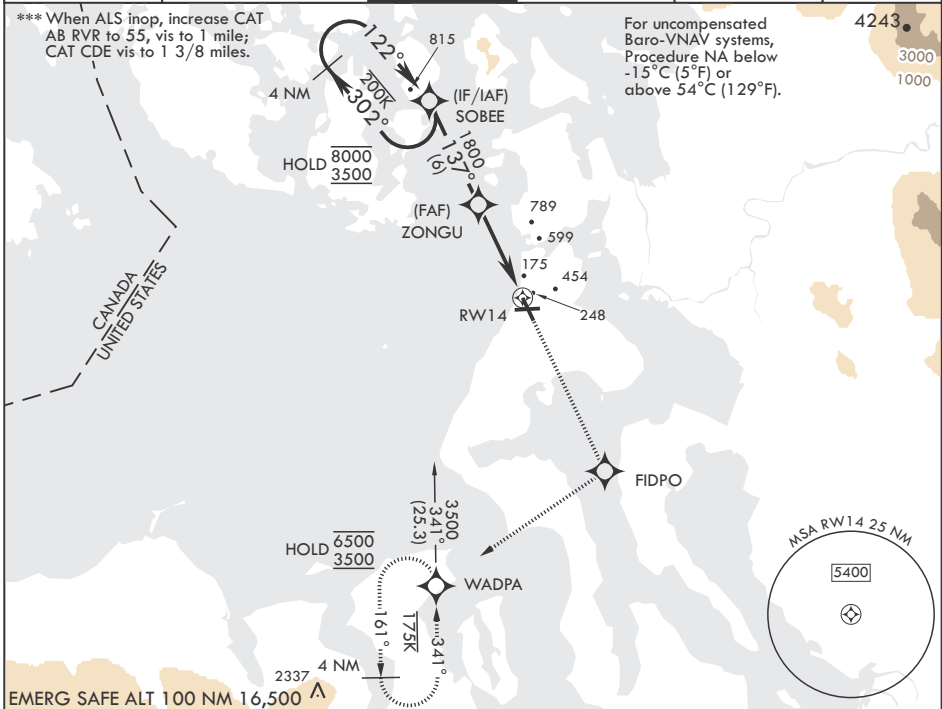 *** When ALS inop, increase CAT
AB RVR to 55, vis to 1 mile;
CAT CDE vis to 1 3/8 miles.
For uncompensated
Baro-VNAV systems,
Procedure NA below
-15°C (5°F) or
above 54°C (129°F).
4243
3000
1000
122°
815
4 NM
200K
302°
(IF/IAF)
SOBEE
HOLD 8000
3500
1800
137°
(6)
(FAF)
ZONGU
789
599
175
454
RW14
248
CANADA
UNITED STATES
FIDPO
3500
341°
(25.3)
HOLD 6500
3500
WADPA
161°
175K
341°
4 NM
2337
MSA RW14 25 NM
5400
EMERG SAFE ALT 100 NM 16,500